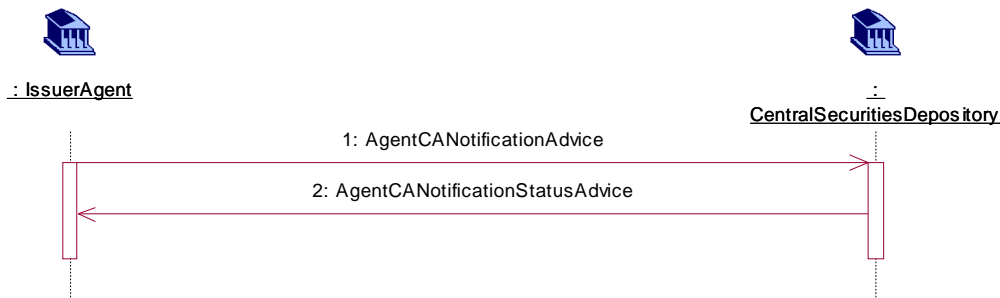 : IssuerAgent
:
CentralSecuritiesDepository
1: AgentCANotificationAdvice
2: AgentCANotificationStatusAdvice